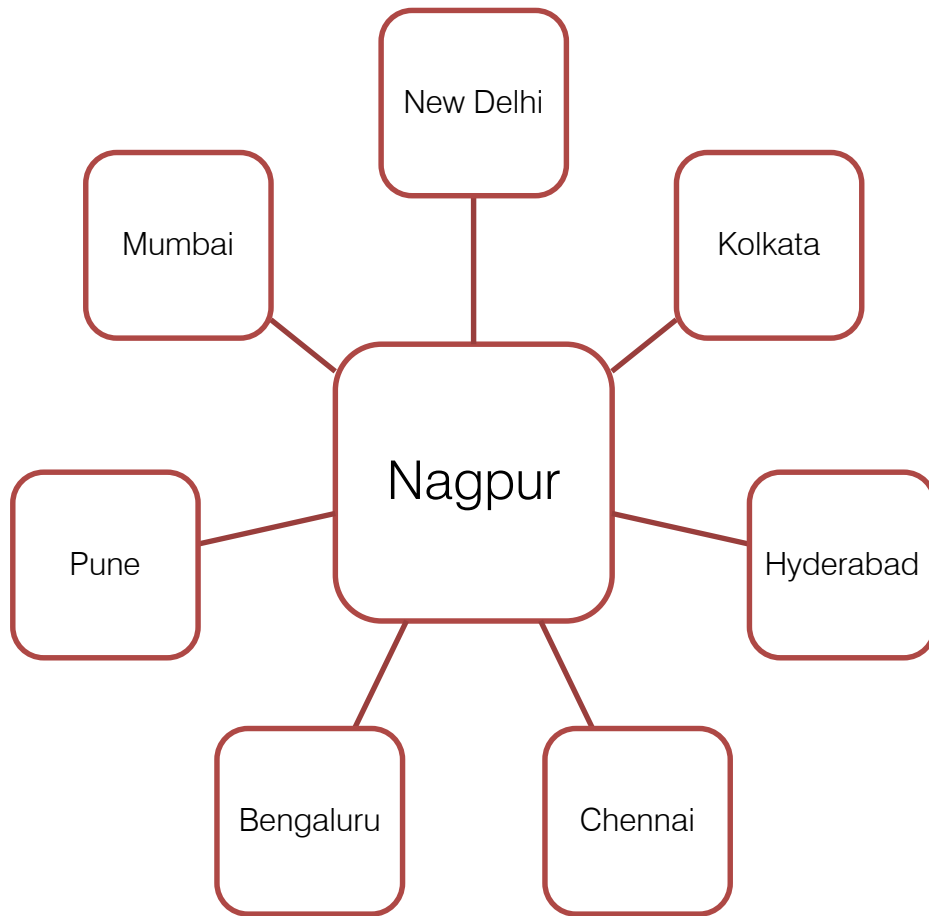 New Delhi
Mumbai
Kolkata
Nagpur
Pune
Hyderabad
Bengaluru
Chennai